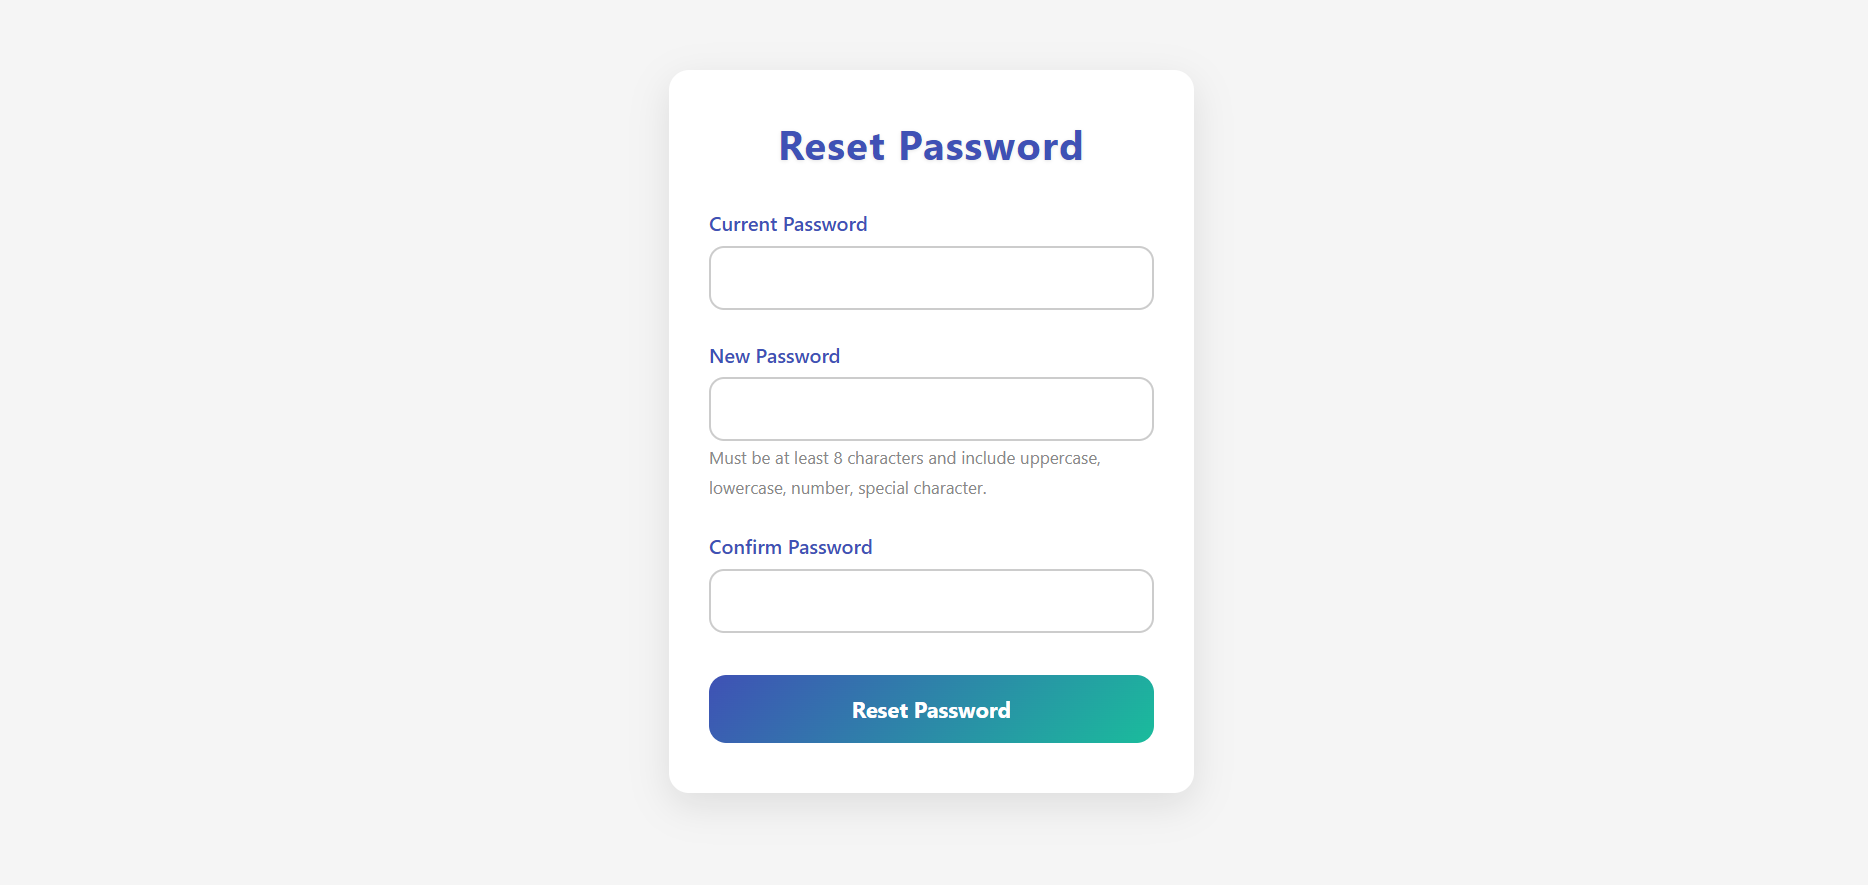 Reset Password
Current Password
New Password
Must be at least 8 characters and include uppercase,
lowercase, number, special character.
Confirm Password
Reset Password